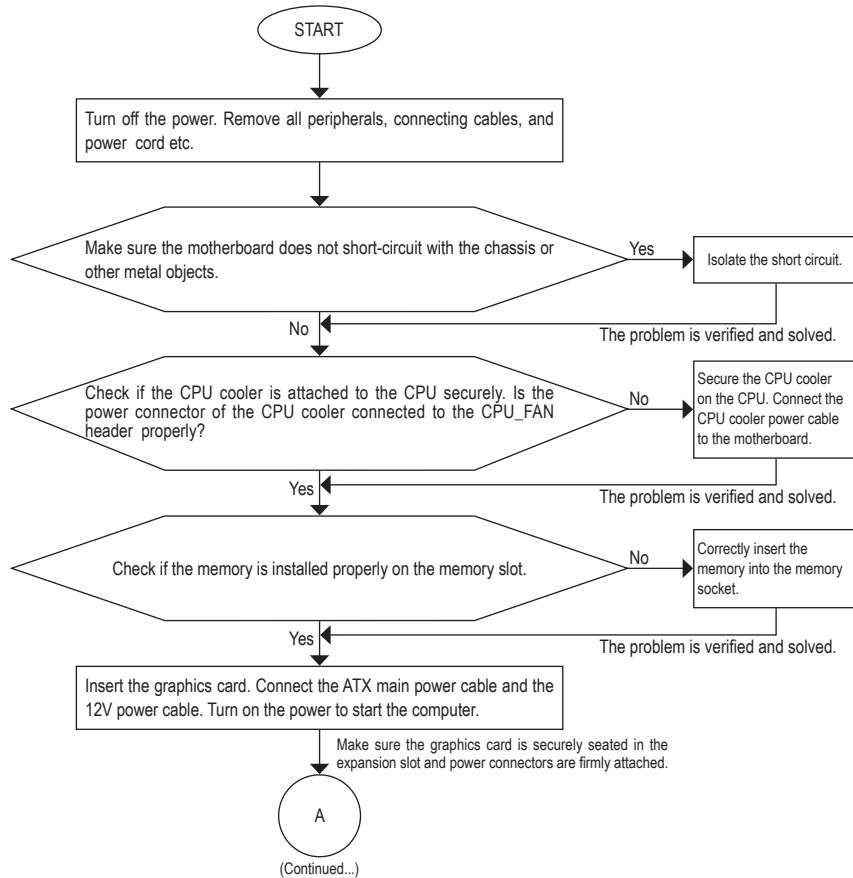 START
Turn off the power. Remove all peripherals, connecting cables, and
power cord etc.
Make sure the motherboard does not short-circuit with the chassis or
other metal objects.
Yes
Isolate the short circuit.
No
The problem is verified and solved.
Check if the CPU cooler is attached to the CPU securely. Is the
power connector of the CPU cooler connected to the CPU_FAN
header properly?
No
Secure the CPU cooler
on the CPU. Connect the
CPU cooler power cable
to the motherboard.
Yes
The problem is verified and solved.
Check if the memory is installed properly on the memory slot.
No
Correctly insert the
memory into the memory
socket.
Yes
The problem is verified and solved.
Insert the graphics card. Connect the ATX main power cable and the
12V power cable. Turn on the power to start the computer.
Make sure the graphics card is securely seated in the
expansion slot and power connectors are firmly attached.
A
(Continued...)